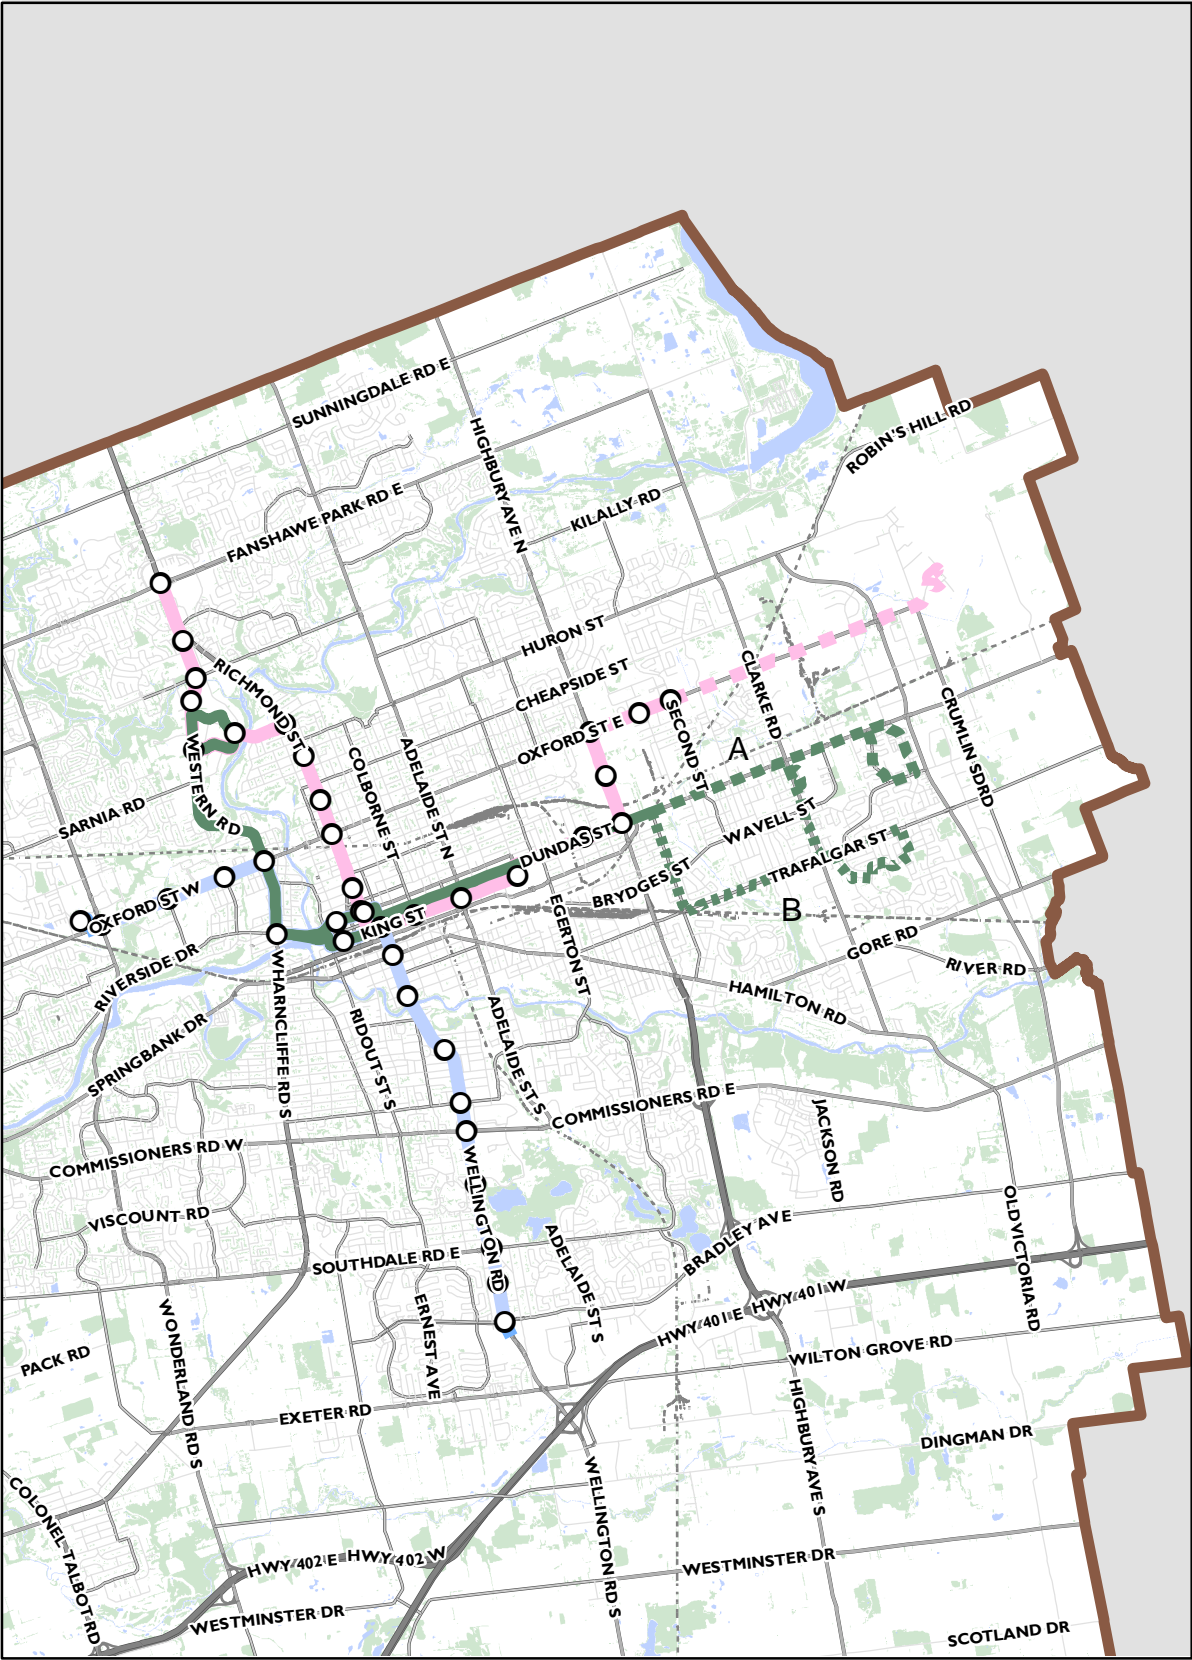 SUNNINGDALE RD E
ROBIN'S HILL RD
HIGHBURY AVE N
FANSHAWE PARK RD E
KILALLY RD
HURON ST
CHEAPSIDE ST
RICHMOND ST
CLARKE RD
OXFORD ST E
SECOND ST
CRUMLIN SDRD
A
WESTERN RD
COLBORNE ST
ADELAIDE ST N
SARNIA RD
DUNDAS ST
WAVELL ST
TRAFALGAR ST
BRYDGES ST
OXFORD ST W
KING ST
EGERTON ST
B
GORE RD
RIVER RD
RIVERSIDE DR
HAMILTON RD
WHARNCLIFFE RD S
SPRINGBANK DR
RIDOUT ST S
ADELAIDE ST S
COMMISSIONERS RD E
JACKSON RD
COMMISSIONERS RD W
VISCOUNT RD
WELLINGTON RD
OLD VICTORIA RD
BRADLEY AVE
SOUTHDALE RD E
ADELAIDE ST S
HWY 401 E
HWY 401 W
ERNEST AVE
WONDERLAND RD S
PACK RD
WILTON GROVE RD
EXETER RD
HIGHBURY AVE S
DINGMAN DR
COLONEL TALBOT RD
WELLINGTON RD S
HWY 402 E
HWY 402 W
WESTMINSTER DR
WESTMINSTER DR
SCOTLAND DR